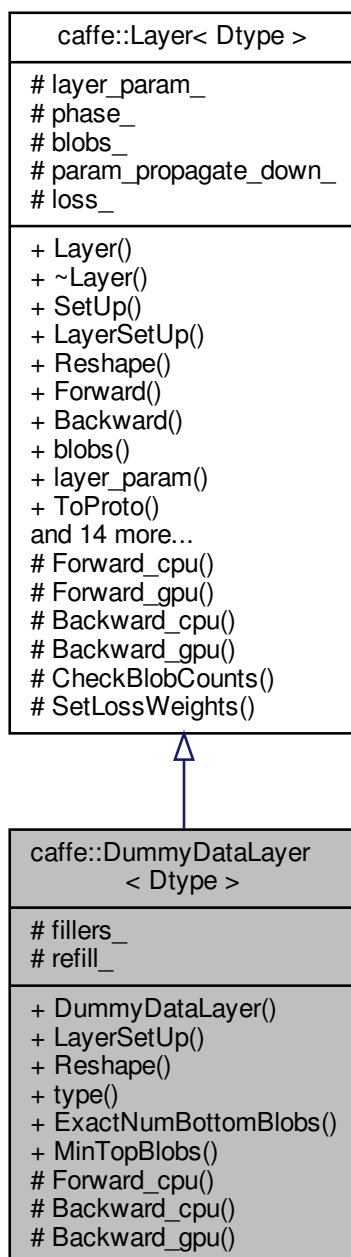 caffe::Layer< Dtype >
# layer_param_
# phase_
# blobs_
# param_propagate_down_
# loss_
+ Layer()
+ ~Layer()
+ SetUp()
+ LayerSetUp()
+ Reshape()
+ Forward()
+ Backward()
+ blobs()
+ layer_param()
+ ToProto()
and 14 more...
# Forward_cpu()
# Forward_gpu()
# Backward_cpu()
# Backward_gpu()
# CheckBlobCounts()
# SetLossWeights()
caffe::DummyDataLayer
< Dtype >
# fillers_
# refill_
+ DummyDataLayer()
+ LayerSetUp()
+ Reshape()
+ type()
+ ExactNumBottomBlobs()
+ MinTopBlobs()
# Forward_cpu()
# Backward_cpu()
# Backward_gpu()